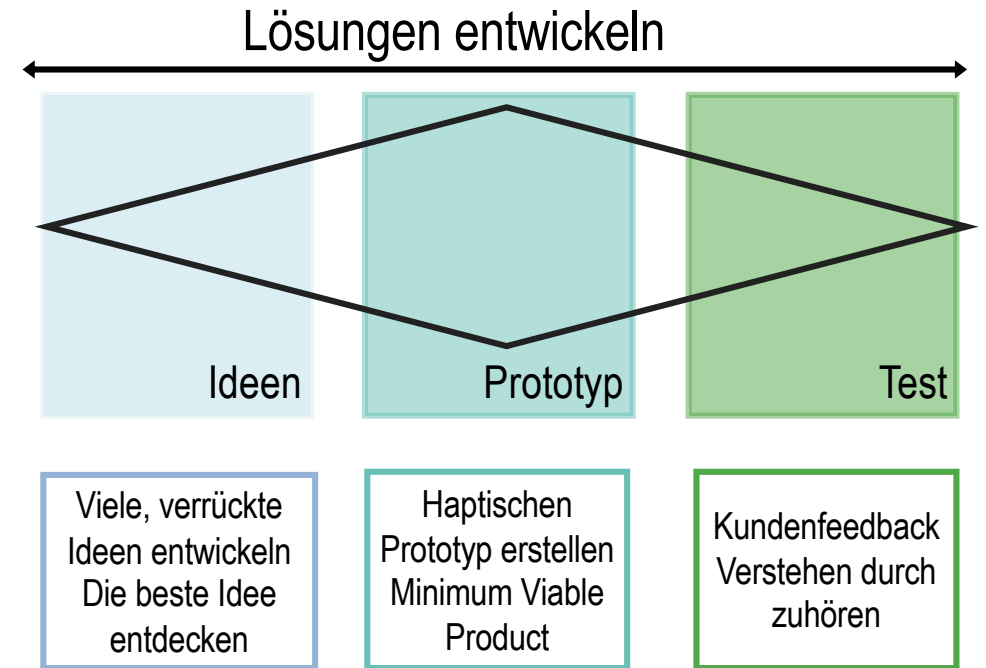 Lösungen entwickeln
Ideen
Prototyp
Test
Viele, verrückte
Ideen entwickeln
Die beste Idee
entdecken
Haptischen
Prototyp erstellen
Minimum Viable
Product
Kundenfeedback
Verstehen durch
zuhören